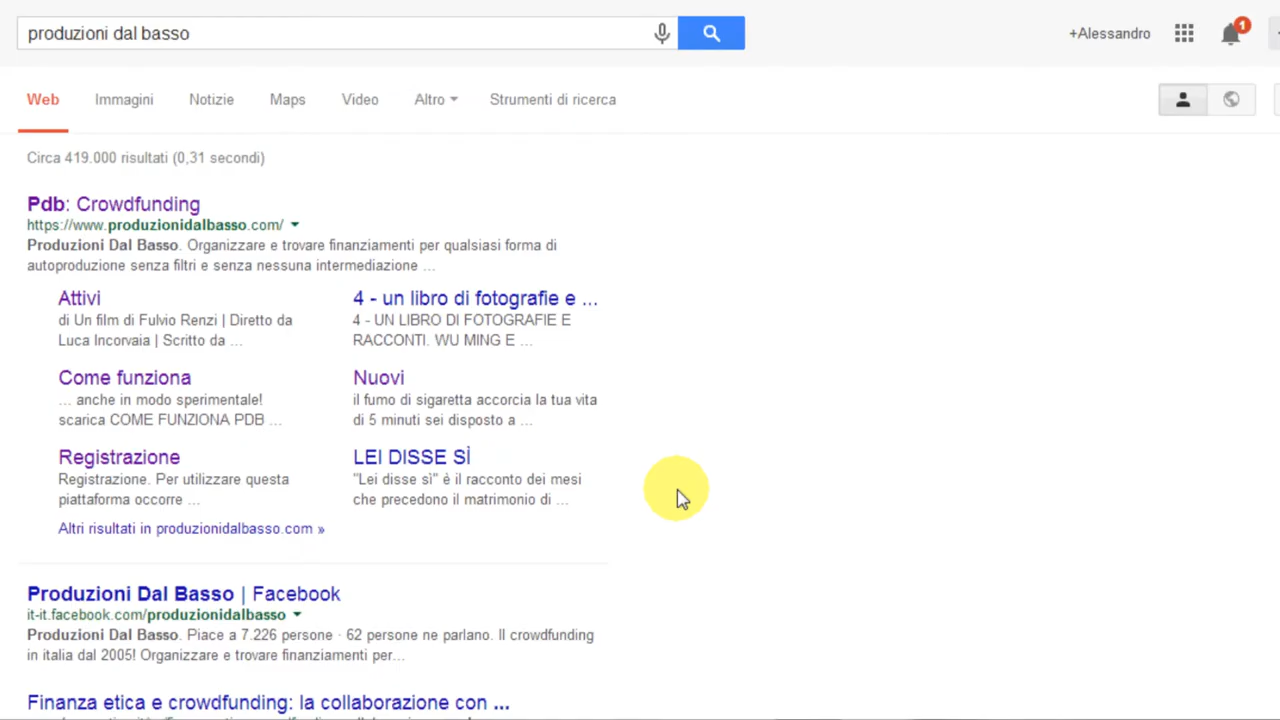 produzioni dal basso
+Alessandro
1
Web Immagini Notizie Maps Video Altro Strumenti di ricerca
Circa 419.000 risultati (0,31 secondi)
Pdb: Crowdfunding
https://www.produzionidalbasso.com/
Produzioni Dal Basso. Organizzare e trovare finanziamenti per qualsiasi forma di
autoproduzione senza filtri e senza nessuna intermediazione ...
Attivi
di Un film di Fulvio Renzi | Diretto da
Luca Incorvaia | Scritto da ...
4 - un libro di fotografie e ...
4 - UN LIBRO DI FOTOGRAFIE E
RACCONTI. WU MING E ...
Come funziona
... anche in modo sperimentale!
scarica COME FUNZIONA PDB ...
Nuovi
il fumo di sigaretta accorcia la tua vita
di 5 minuti sei disposto a ...
Registrazione
Registrazione. Per utilizzare questa
piattaforma occorre ...
LEI DISSE SÌ
"Lei disse sì" è il racconto dei mesi
che precedono il matrimonio di ...
Altri risultati in produzionidalbasso.com »
Produzioni Dal Basso | Facebook
it-it.facebook.com/produzionidalbasso
Produzioni Dal Basso. Piace a 7.226 persone · 62 persone ne parlano. Il crowdfunding
in italia dal 2005! Organizzare e trovare finanziamenti per...
Finanza etica e crowdfunding: la collaborazione con ...